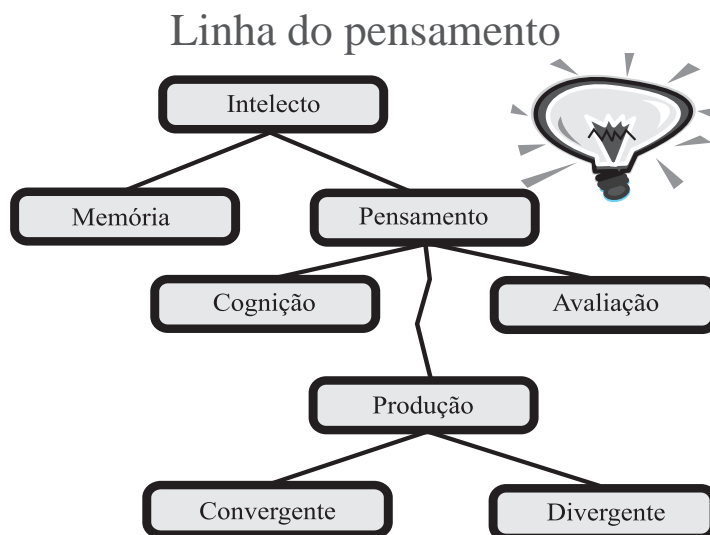 Linha do pensamento
Intelecto
Memória
Pensamento
Cognição
Avaliação
Produção
Convergente
Divergente